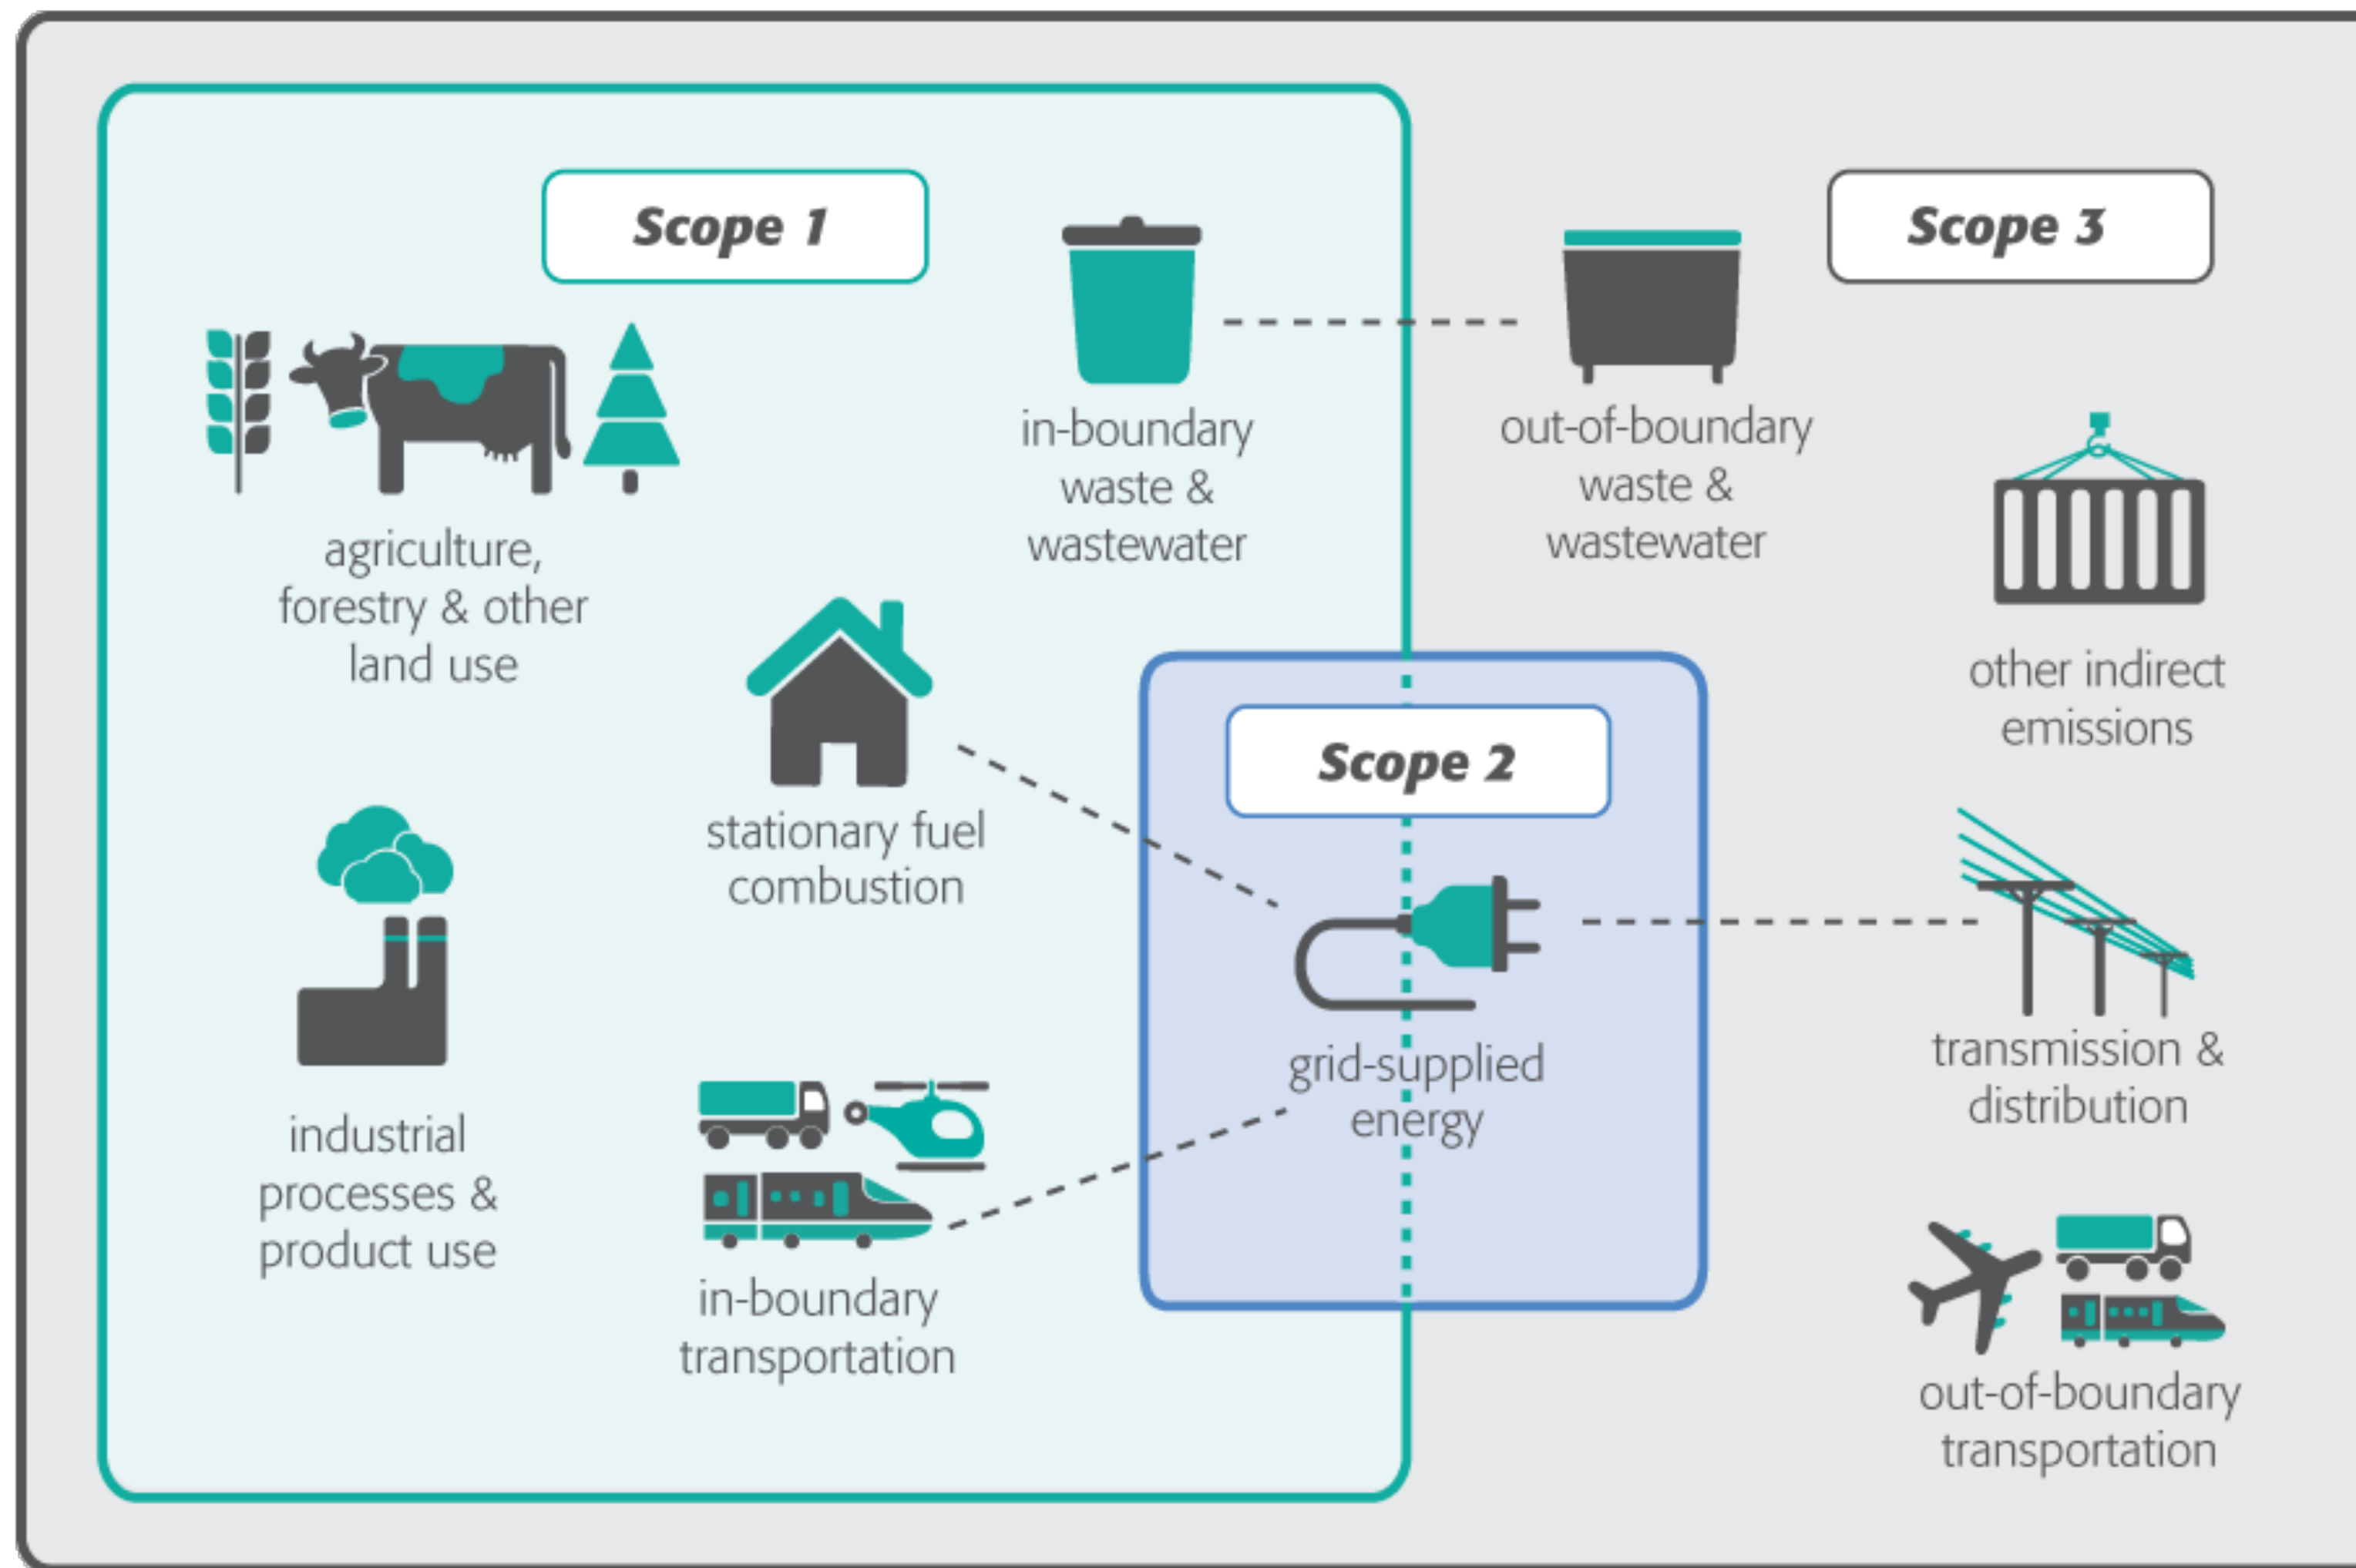 Scope 1
Scope 3
in-boundary
waste &
wastewater
out-of-boundary
waste &
wastewater
agriculture,
forestry & other
land use
other indirect
emissions
Scope 2
stationary fuel
combustion
grid-supplied
energy
transmission &
distribution
industrial
processes &
product use
in-boundary
transportation
out-of-boundary
transportation